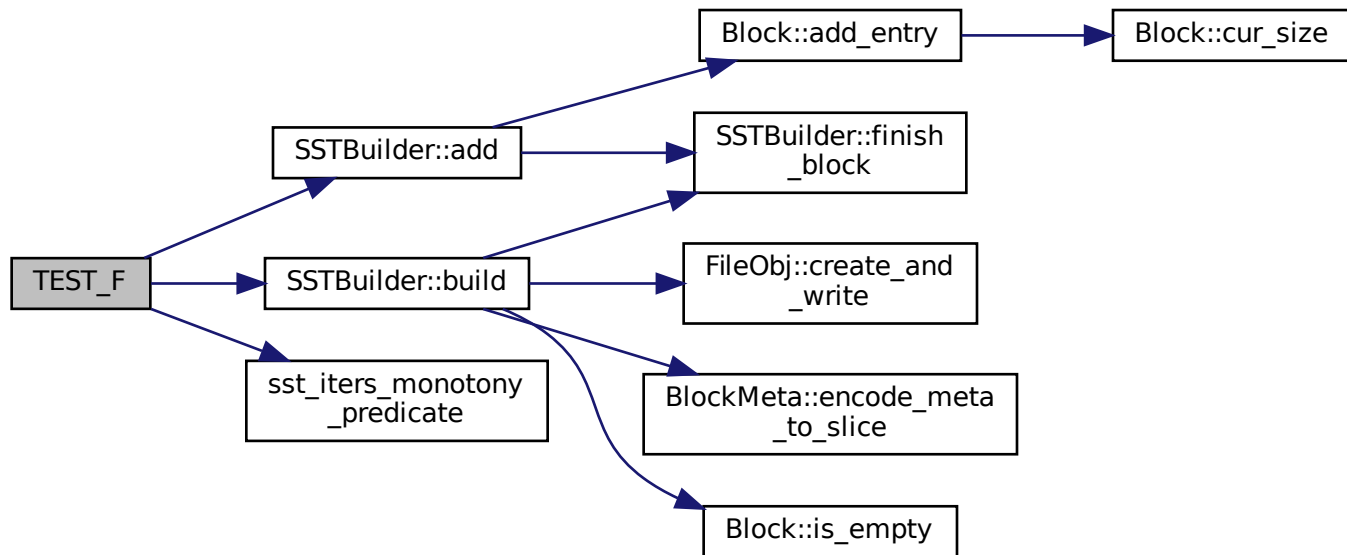 Block::add_entry
Block::cur_size
SSTBuilder::add
SSTBuilder::finish
_block
TEST_F
SSTBuilder::build
FileObj::create_and
_write
sst_iters_monotony
_predicate
BlockMeta::encode_meta
_to_slice
Block::is_empty